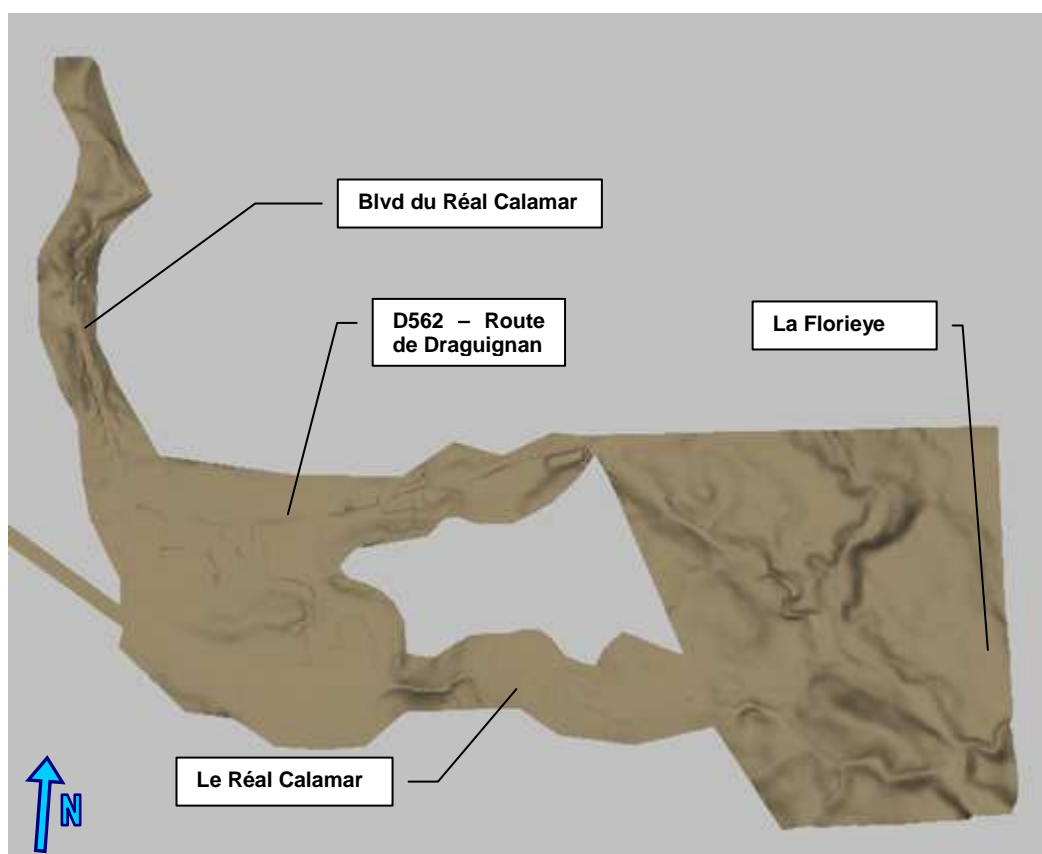 Blvd du Réal Calamar
D562 – Route
de Draguignan
La Florieye
Le Réal Calamar
N